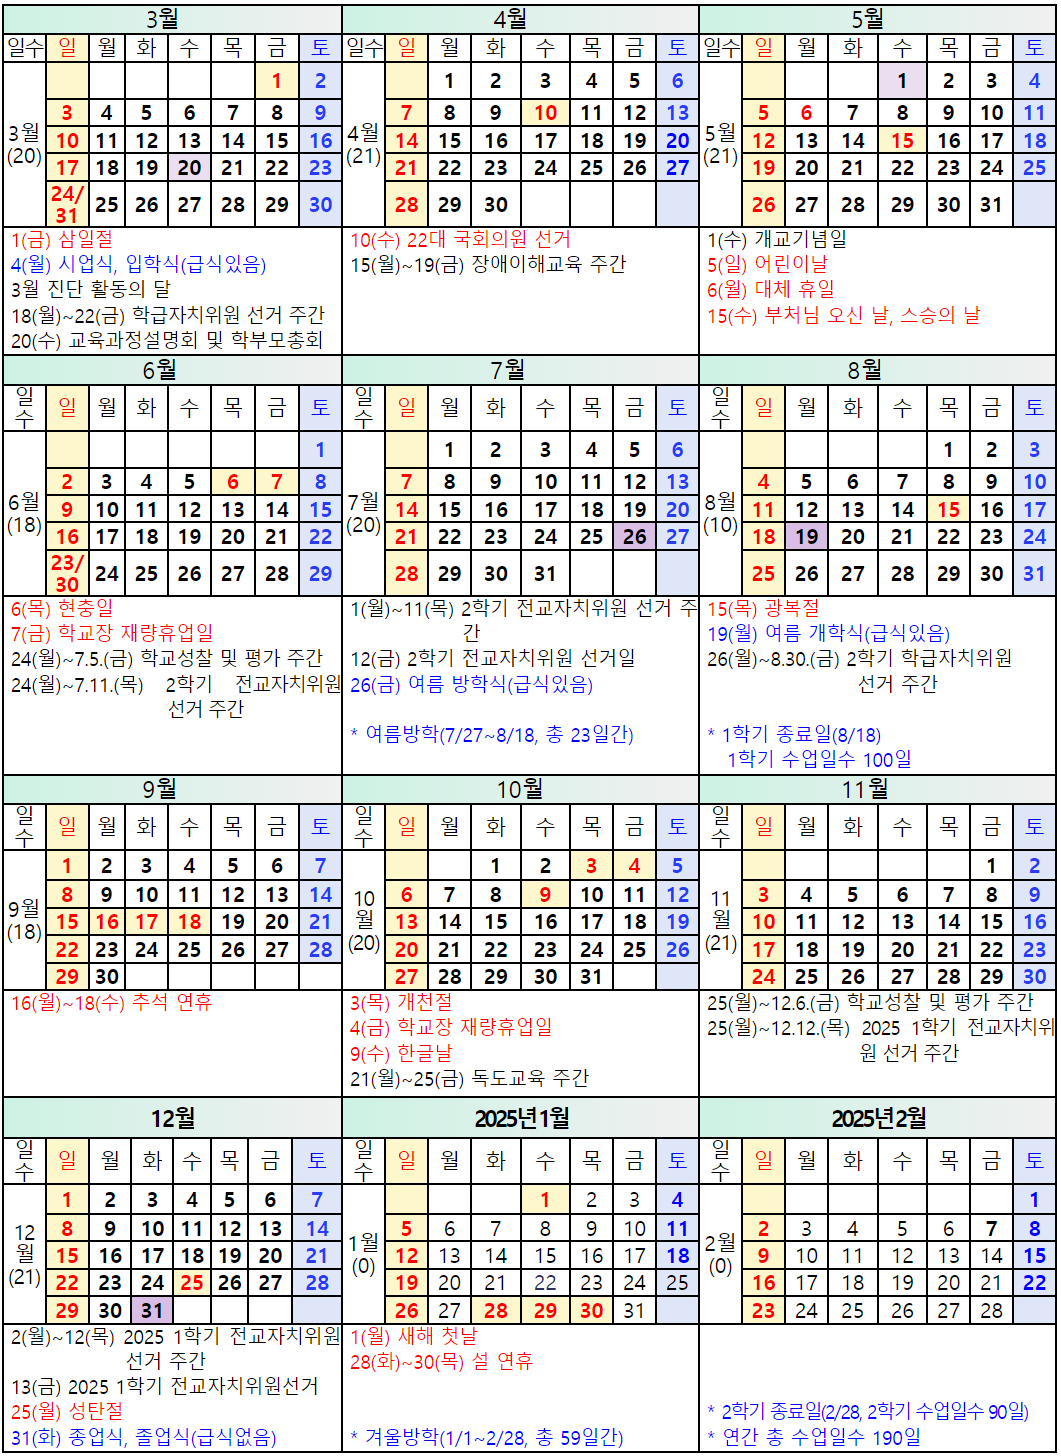 3월 4월 5월
일수 일 월 화 수 목 금 토 일수 일 월 화 수 목 금 토 일수 일 월 화 수 목 금 토
1 2 1 2 3 4 5 6 1 2 3 4
3 4 5 6 7 8 9 7 8 9 10 11 12 13 5 6 7 8 9 10 11
3월 (20) 10 11 12 13 14 15 16 4월 (21) 14 15 16 17 18 19 20 5월 (21) 12 13 14 15 16 17 18
17 18 19 20 21 22 23 21 22 23 24 25 26 27 19 20 21 22 23 24 25
24/31 25 26 27 28 29 30 28 29 30 26 27 28 29 30 31
1(금) 삼일절
4(월) 시업식, 입학식(급식있음)
3월 진단 활동의 달
18(월)~22(금) 학급자치위원 선거 주간
20(수) 교육과정설명회 및 학부모총회
10(수) 22대 국회의원 선거
15(월)~19(금) 장애이해교육 주간
1(수) 개교기념일
5(일) 어린이날
6(월) 대체 휴일
15(수) 부처님 오신 날, 스승의 날
6월 7월 8월
일수 일 월 화 수 목 금 토 일수 일 월 화 수 목 금 토 일수 일 월 화 수 목 금 토
1 1 2 3 4 5 6 1 2 3
2 3 4 5 6 7 8 7 8 9 10 11 12 13 4 5 6 7 8 9 10
6월 (18) 9 10 11 12 13 14 15 7월 (20) 14 15 16 17 18 19 20 8월 (10) 11 12 13 14 15 16 17
16 17 18 19 20 21 22 21 22 23 24 25 26 27 18 19 20 21 22 23 24
23/30 24 25 26 27 28 29 28 29 30 31 25 26 27 28 29 30 31
6(목) 현충일
7(금) 학교장 재량휴업일
24(월)~7.5.(금) 학교성찰 및 평가 주간
24(월)~7.11.(목) 2학기 전교자치위원
선거 주간
1(월)~11(목) 2학기 전교자치위원 선거 주
간
12(금) 2학기 전교자치위원 선거일
26(금) 여름 방학식(급식있음)
* 여름방학(7/27~8/18, 총 23일간)
15(목) 광복절
19(월) 여름 개학식(급식있음)
26(월)~8.30.(금) 2학기 학급자치위원
선거 주간
* 1학기 종료일(8/18)
1학기 수업일수 100일
9월 10월 11월
일수 일 월 화 수 목 금 토 일수 일 월 화 수 목 금 토 일수 일 월 화 수 목 금 토
1 2 3 4 5 6 7 1 2 3 4 5 1 2
8 9 10 11 12 13 14 6 7 8 9 10 11 12 3 4 5 6 7 8 9
9월 (18) 15 16 17 18 19 20 21 10월 (20) 13 14 15 16 17 18 19 11월 (21) 10 11 12 13 14 15 16
22 23 24 25 26 27 28 20 21 22 23 24 25 26 17 18 19 20 21 22 23
29 30 27 28 29 30 31 24 25 26 27 28 29 30
16(월)~18(수) 추석 연휴
3(목) 개천절
4(금) 학교장 재량휴업일
9(수) 한글날
21(월)~25(금) 독도교육 주간
25(월)~12.6.(금) 학교성찰 및 평가 주간
25(월)~12.12.(목) 2025 1학기 전교자치위
원 선거 주간
12월 2025년1월 2025년2월
일수 일 월 화 수 목 금 토 일수 일 월 화 수 목 금 토 일수 일 월 화 수 목 금 토
1 2 3 4 5 6 7 1 2 3 4 1
8 9 10 11 12 13 14 5 6 7 8 9 10 11 2 3 4 5 6 7 8
12월 (21) 15 16 17 18 19 20 21 1월 (0) 12 13 14 15 16 17 18 2월 (0) 9 10 11 12 13 14 15
22 23 24 25 26 27 28 19 20 21 22 23 24 25 16 17 18 19 20 21 22
29 30 31 26 27 28 29 30 31 23 24 25 26 27 28
2(월)~12(목) 2025 1학기 전교자치위원
선거 주간
13(금) 2025 1학기 전교자치위원선거
25(월) 성탄절
31(화) 종업식, 졸업식(급식없음)
1(월) 새해 첫날
28(화)~30(목) 설 연휴
* 겨울방학(1/1~2/28, 총 59일간)
* 2학기 종료일(2/28, 2학기 수업일수 90일)
* 연간 총 수업일수 190일